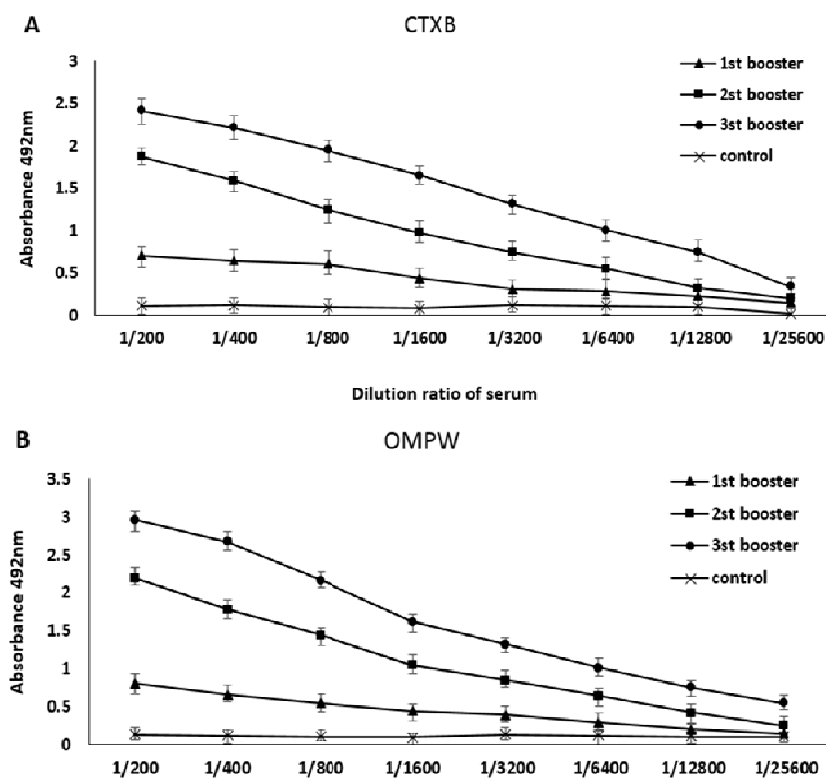 A
CTXB
3
2.5
2
1.5
1
0.5
0
Absorbance 492nm
1st booster
2st booster
3st booster
control
1/200 1/400 1/800 1/1600 1/3200 1/6400 1/12800 1/25600
Dilution ratio of serum
B
OMPW
3.5
3
2.5
2
1.5
1
0.5
0
Absorbance 492nm
1st booster
2st booster
3st booster
control
1/200 1/400 1/800 1/1600 1/3200 1/6400 1/12800 1/25600